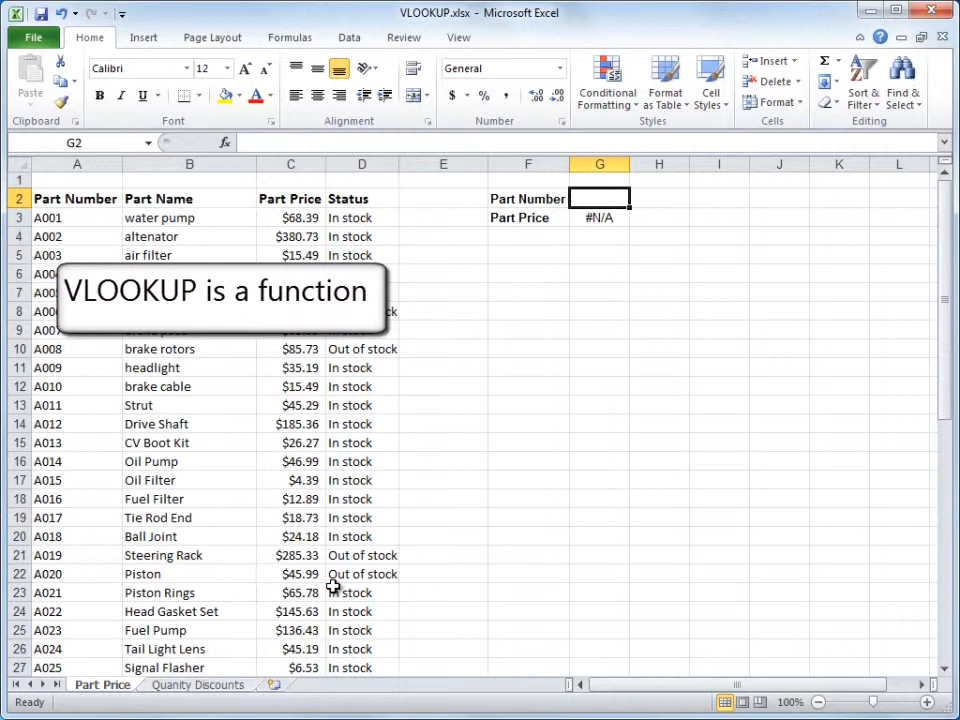 VLOOKUP.xlsx - Microsoft Excel
File Home Insert Page Layout Formulas Data Review View
Calibri 12 General Insert Σ
Paste B I U $ % , Conditional Formatting Format as Table Cell Styles Delete Format Sort & Filter Find & Select
Clipboard Font Alignment Number Styles Cells Editing
G2 fx
A B C D E F G H I J K L
1
2 Part Number Part Name Part Price Status Part Number
3 A001 water pump $68.39 In stock Part Price #N/A
4 A002 altenator $380.73 In stock
5 A003 air filter $15.49 In stock
6
VLOOKUP is a function
7
8
9
10 A008 brake rotors $85.73 Out of stock
11 A009 headlight $35.19 In stock
12 A010 brake cable $15.49 In stock
13 A011 Strut $45.29 In stock
14 A012 Drive Shaft $185.36 In stock
15 A013 CV Boot Kit $26.27 In stock
16 A014 Oil Pump $46.99 In stock
17 A015 Oil Filter $4.39 In stock
18 A016 Fuel Filter $12.89 In stock
19 A017 Tie Rod End $18.73 In stock
20 A018 Ball Joint $24.18 In stock
21 A019 Steering Rack $285.33 Out of stock
22 A020 Piston $45.99 Out of stock
23 A021 Piston Rings $65.78 In stock
24 A022 Head Gasket Set $145.63 In stock
25 A023 Fuel Pump $136.43 In stock
26 A024 Tail Light Lens $45.19 In stock
27 A025 Signal Flasher $6.53 In stock
Part Price Quanity Discounts
Ready 100%